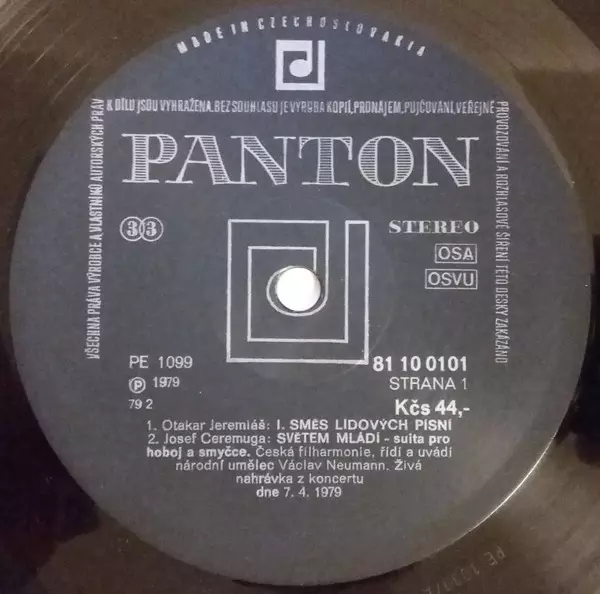 MADE IN CZECHOSLOVAKIA
VŠECHNA PRÁVA VÝROBCE A VLASTNÍKŮ AUTORSKÝCH PRÁV
K DÍLU JSOU VYHRAŽENA. BEZ SOUHLASU JE VÝROBA KOPIÍ, PRONÁJEM, PŮJČOVÁNÍ, VEŘEJNÉ
PROVOZOVÁNÍ A ROZHLASOVÉ ŠÍŘENÍ TÉTO DESKY ZAKÁZÁNO
PANTON
33
STEREO
OSA
OSVU
PE 1099
81 10 0101
Ⓟ 1979
STRANA 1
79 2
Kčs 44,-
1. Otakar Jeremiáš: I. SMĚS LIDOVÝCH PÍSNÍ
2. Josef Ceremuga: SVĚTEM MLÁDÍ - suita pro
hoboj a smyčce. Česká filharmonie, řídí a uvádí
národní umělec Václav Neumann. Živá
nahrávka z koncertu
dne 7. 4. 1979